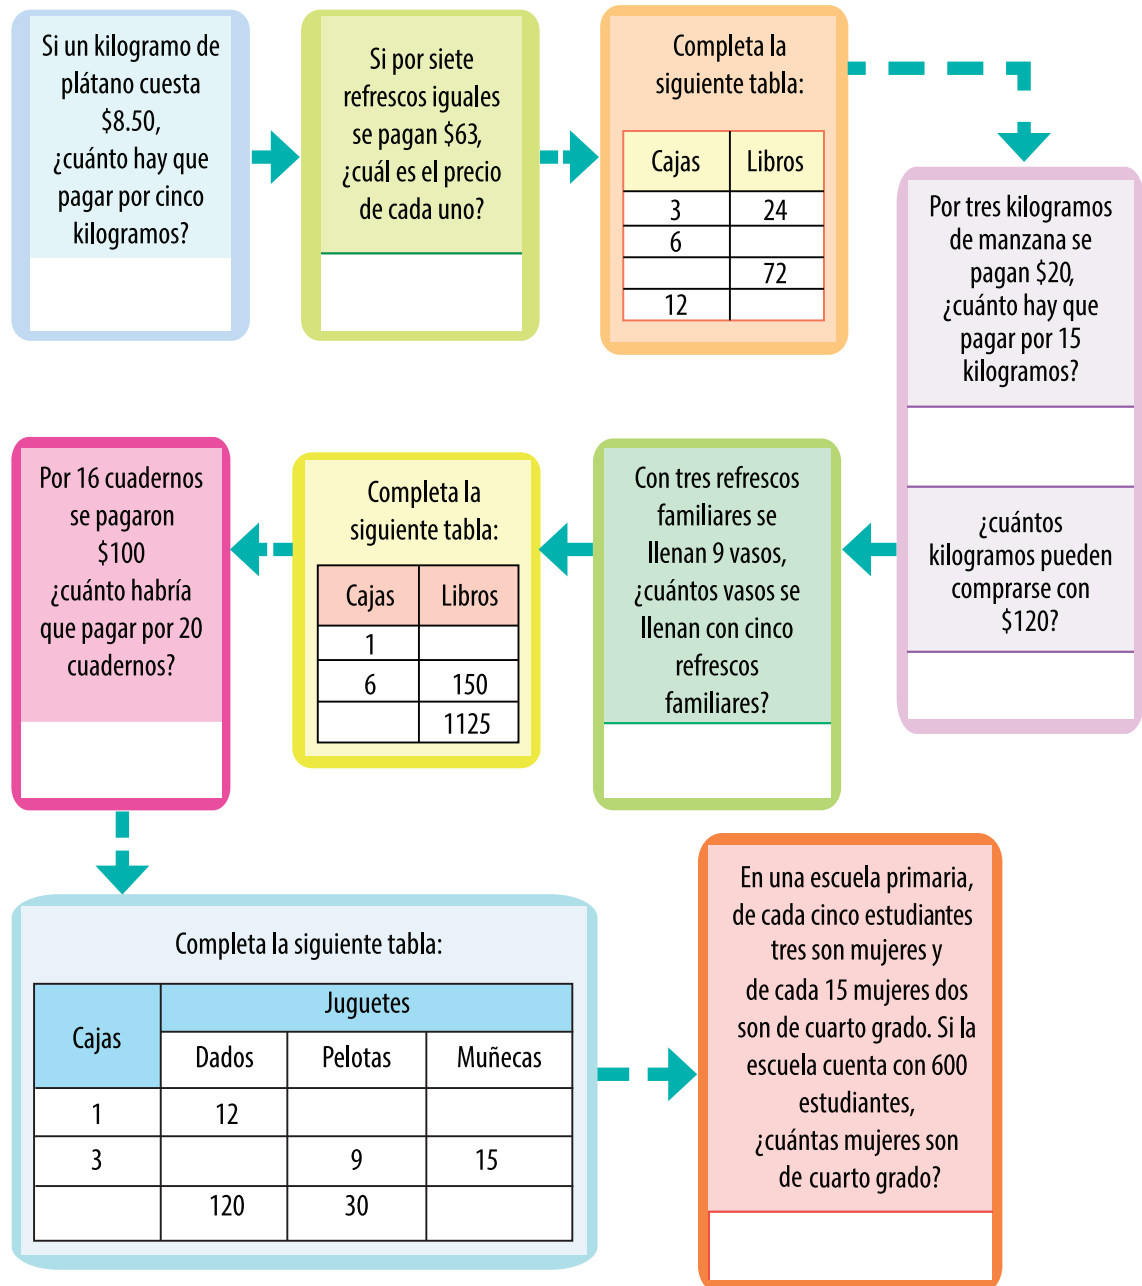 Si un kilogramo de
plátano cuesta
$8.50,
¿cuánto hay que
pagar por cinco
kilogramos?
Si por siete
refrescos iguales
se pagan $63,
¿cuál es el precio
de cada uno?
Completa la
siguiente tabla:
Cajas Libros
3 24
6
72
12
Por tres kilogramos
de manzana se
pagan $20,
¿cuánto hay que
pagar por 15
kilogramos?
¿cuántos
kilogramos pueden
comprarse con
$120?
Con tres refrescos
familiares se
llenan 9 vasos,
¿cuántos vasos se
llenan con cinco
refrescos
familiares?
Completa la
siguiente tabla:
Cajas Libros
1
6 150
1125
Por 16 cuadernos
se pagaron
$100
¿cuánto habría
que pagar por 20
cuadernos?
Completa la siguiente tabla:
Cajas Juguetes
Dados Pelotas Muñecas
1 12
3 9 15
120 30
En una escuela primaria,
de cada cinco estudiantes
tres son mujeres y
de cada 15 mujeres dos
son de cuarto grado. Si la
escuela cuenta con 600
estudiantes,
¿cuántas mujeres son
de cuarto grado?